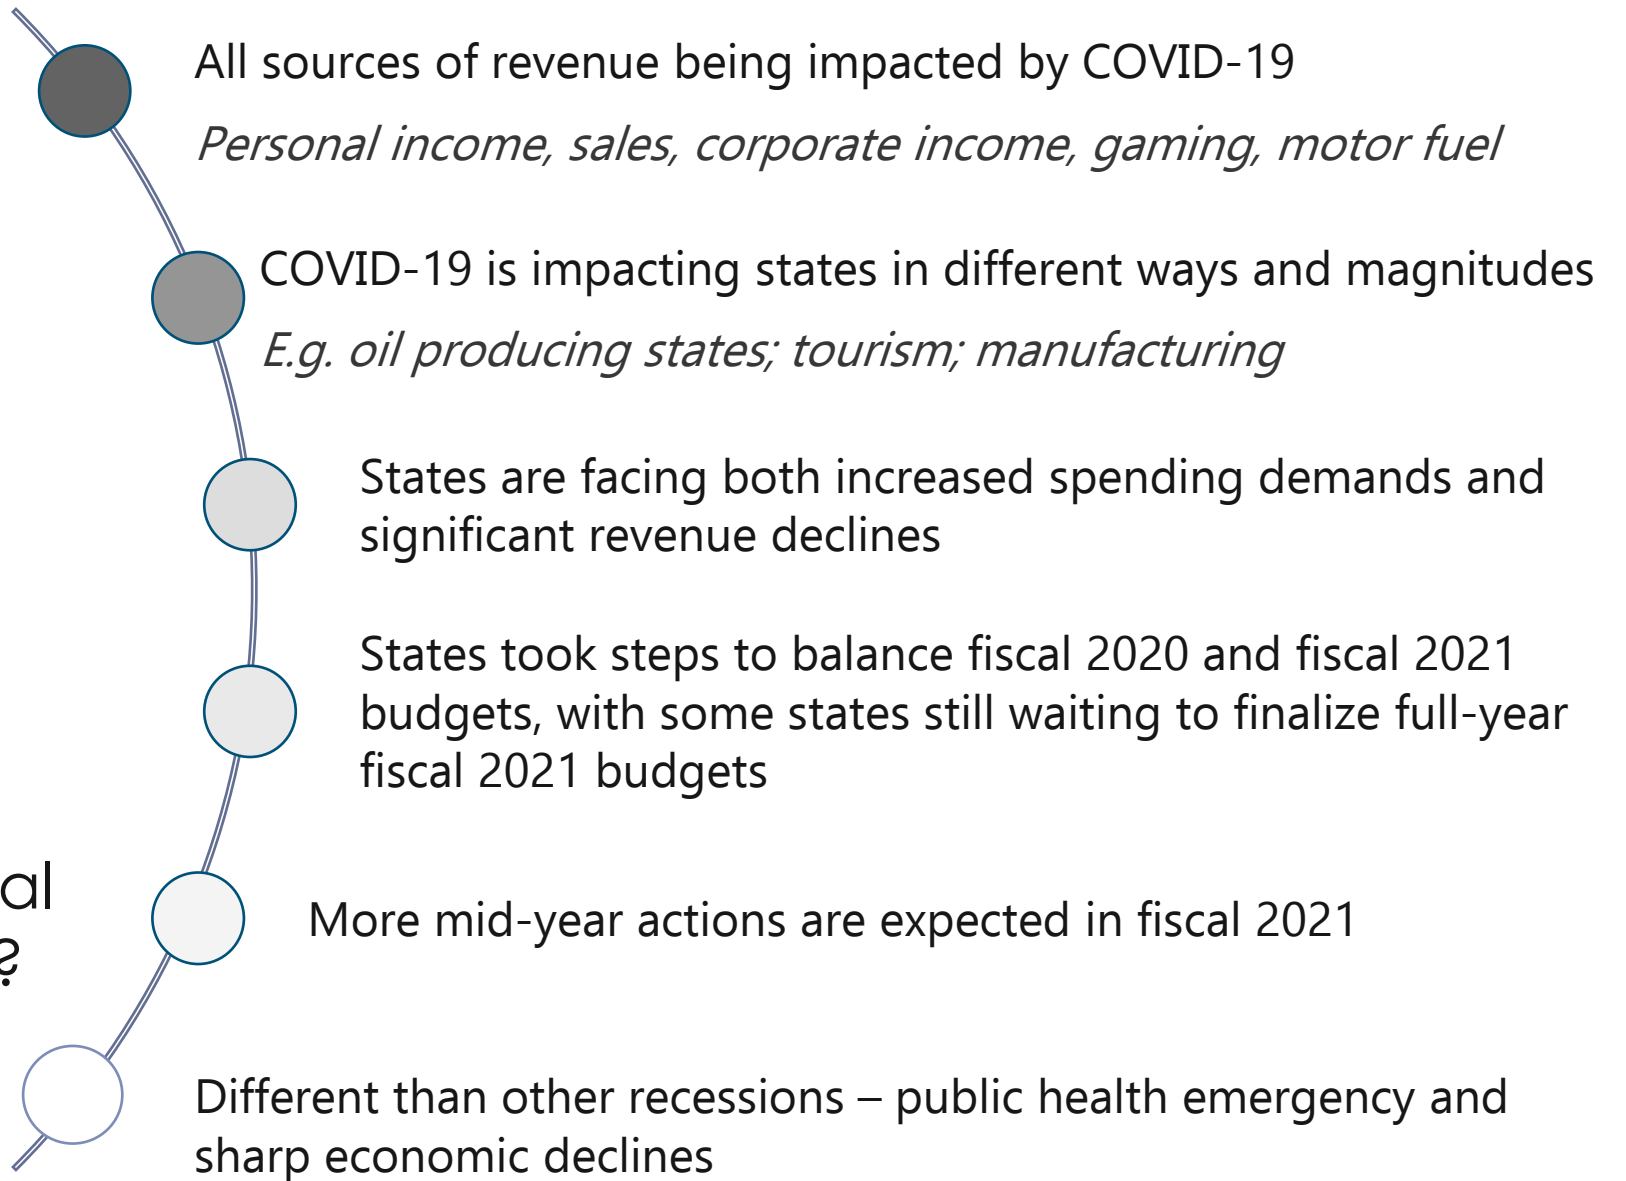 All sources of revenue being impacted by COVID-19
Personal income, sales, corporate income, gaming, motor fuel
COVID-19 is impacting states in different ways and magnitudes
E.g. oil producing states; tourism; manufacturing
States are facing both increased spending demands and
significant revenue declines
States took steps to balance fiscal 2020 and fiscal 2021
budgets, with some states still waiting to finalize full-year
fiscal 2021 budgets
al
?
More mid-year actions are expected in fiscal 2021
Different than other recessions – public health emergency and
sharp economic declines